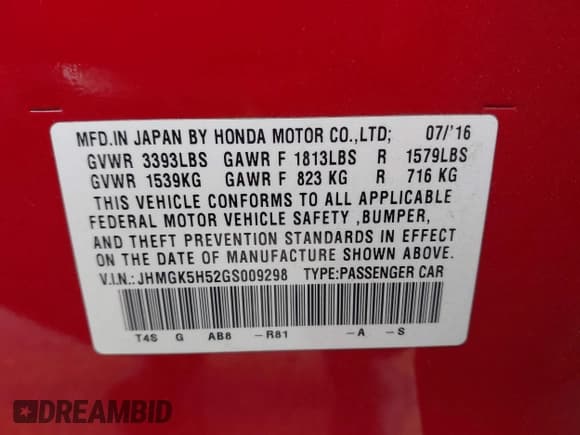 MFD.IN JAPAN BY HONDA MOTOR CO.,LTD; 07/'16
GVWR 3393LBS GAWR F 1813LBS R 1579LBS
GVWR 1539KG GAWR F 823 KG R 716 KG
THIS VEHICLE CONFORMS TO ALL APPLICABLE
FEDERAL MOTOR VEHICLE SAFETY ,BUMPER,
AND THEFT PREVENTION STANDARDS IN EFFECT
ON THE DATE OF MANUFACTURE SHOWN ABOVE.
V.I.N.:JHMGK5H52GS009298 TYPE:PASSENGER CAR
T4S G AB8 -R81 -A -S
DREAMBID